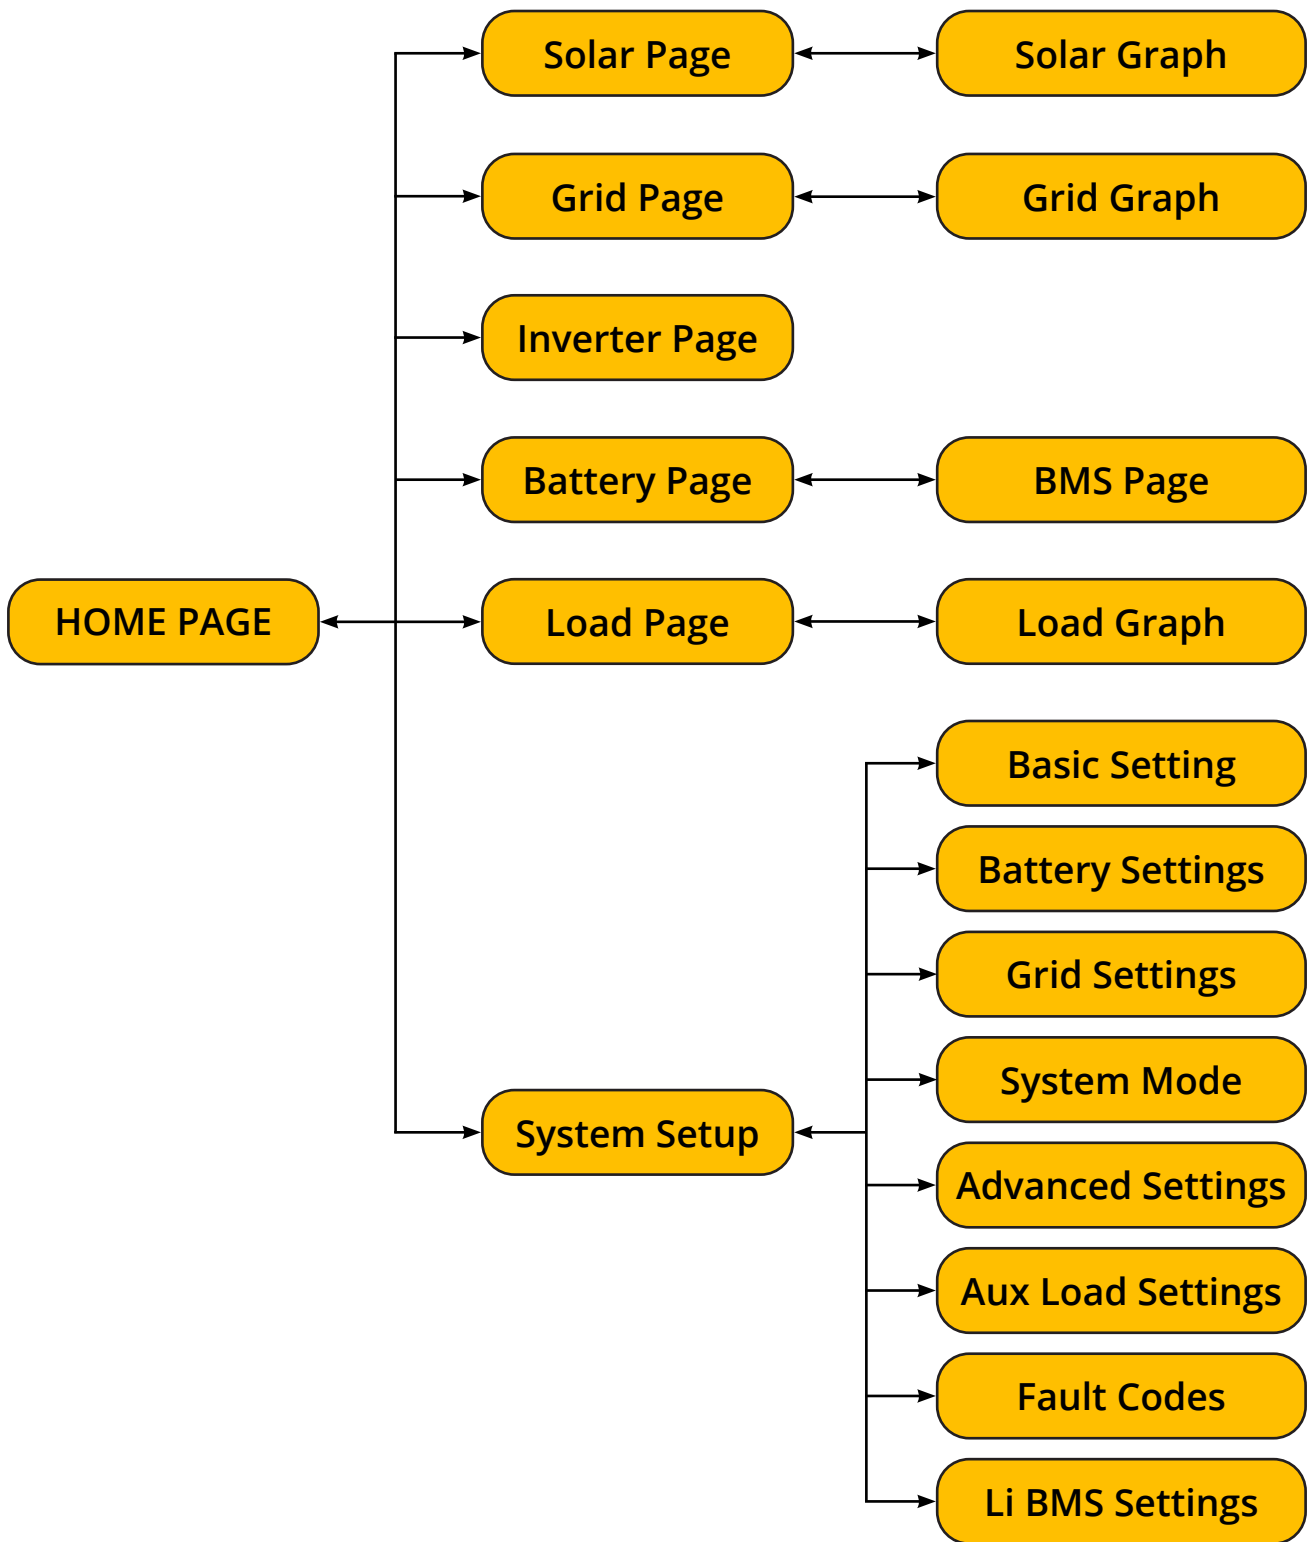 Solar Page
Solar Graph
Grid Page
Grid Graph
Inverter Page
Battery Page
BMS Page
HOME PAGE
Load Page
Load Graph
Basic Setting
Battery Settings
Grid Settings
System Mode
System Setup
Advanced Settings
Aux Load Settings
Fault Codes
Li BMS Settings